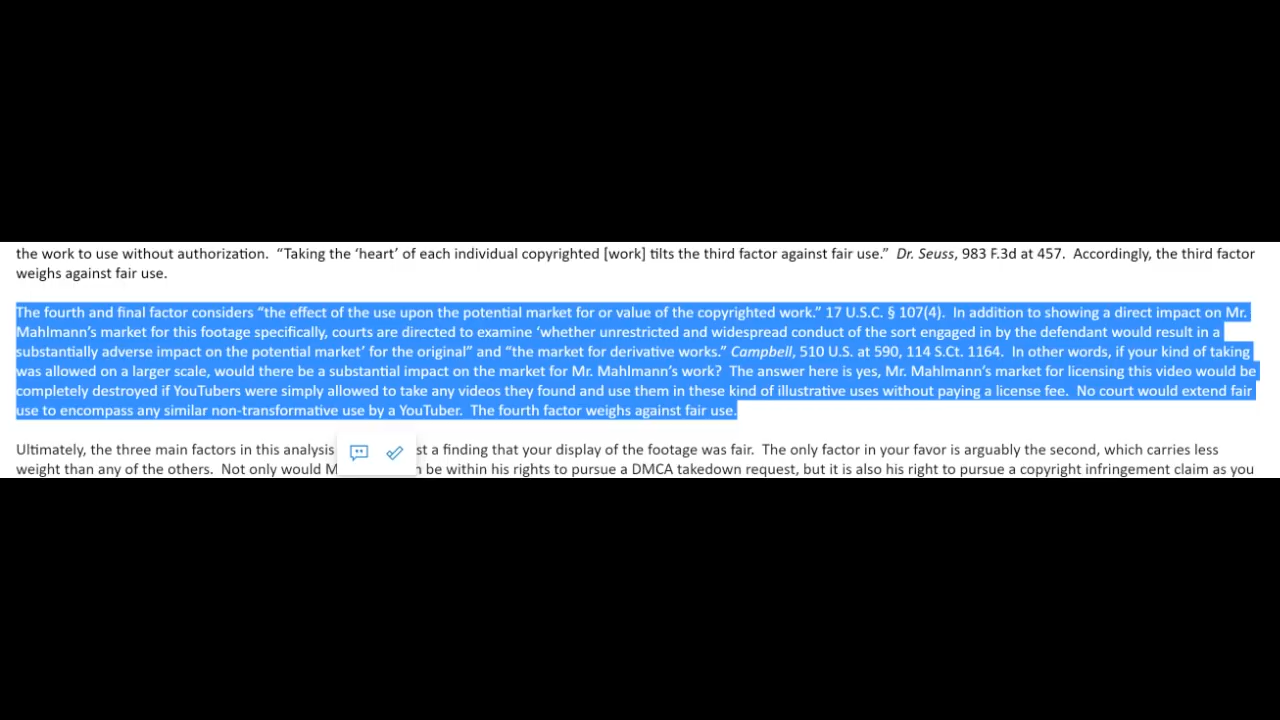 the work to use without authorization.  “Taking the ‘heart’ of each individual copyrighted [work] tilts the third factor against fair use.”  Dr. Seuss, 983 F.3d at 457.  Accordingly, the third factor
weighs against fair use.
The fourth and final factor considers “the effect of the use upon the potential market for or value of the copyrighted work.” 17 U.S.C. § 107(4).  In addition to showing a direct impact on Mr.
Mahlmann’s market for this footage specifically, courts are directed to examine ‘whether unrestricted and widespread conduct of the sort engaged in by the defendant would result in a
substantially adverse impact on the potential market’ for the original” and “the market for derivative works.” Campbell, 510 U.S. at 590, 114 S.Ct. 1164.  In other words, if your kind of taking
was allowed on a larger scale, would there be a substantial impact on the market for Mr. Mahlmann’s work?  The answer here is yes, Mr. Mahlmann’s market for licensing this video would be
completely destroyed if YouTubers were simply allowed to take any videos they found and use them in these kind of illustrative uses without paying a license fee.  No court would extend fair
use to encompass any similar non-transformative use by a YouTuber.  The fourth factor weighs against fair use.
Ultimately, the three main factors in this analysis st a finding that your display of the footage was fair.  The only factor in your favor is arguably the second, which carries less
weight than any of the others.  Not only would M n be within his rights to pursue a DMCA takedown request, but it is also his right to pursue a copyright infringement claim as you